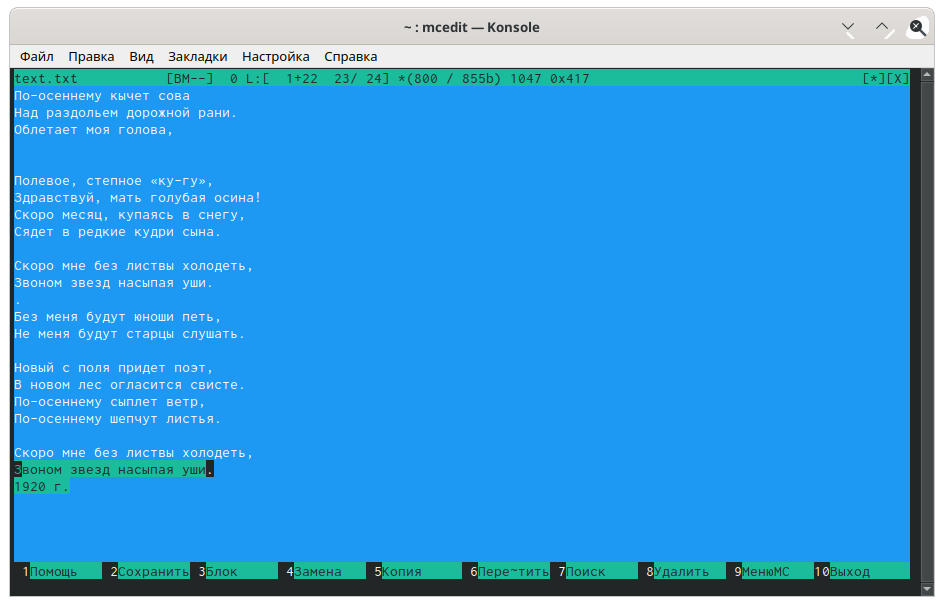 ~ : mcedit — Konsole
Файл Правка Вид Закладки Настройка Справка
text.txt [BM--] 0 L:[ 1+22 23/ 24] *(800 / 855b) 1047 0x417 [*][X]
По-осеннему кычет сова
Над раздольем дорожной рани.
Облетает моя голова,
Полевое, степное «ку-гу»,
Здравствуй, мать голубая осина!
Скоро месяц, купаясь в снегу,
Сядет в редкие кудри сына.
Скоро мне без листвы холодеть,
Звоном звезд насыпая уши.
.
Без меня будут юноши петь,
Не меня будут старцы слушать.
Новый с поля придет поэт,
В новом лес огласится свисте.
По-осеннему сыплет ветр,
По-осеннему шепчут листья.
Скоро мне без листвы холодеть,
Звоном звезд насыпая уши.
1920 г.
1Помощь 2Сохранить 3Блок 4Замена 5Копия 6Пере~тить 7Поиск 8Удалить 9МенюMC 10Выход